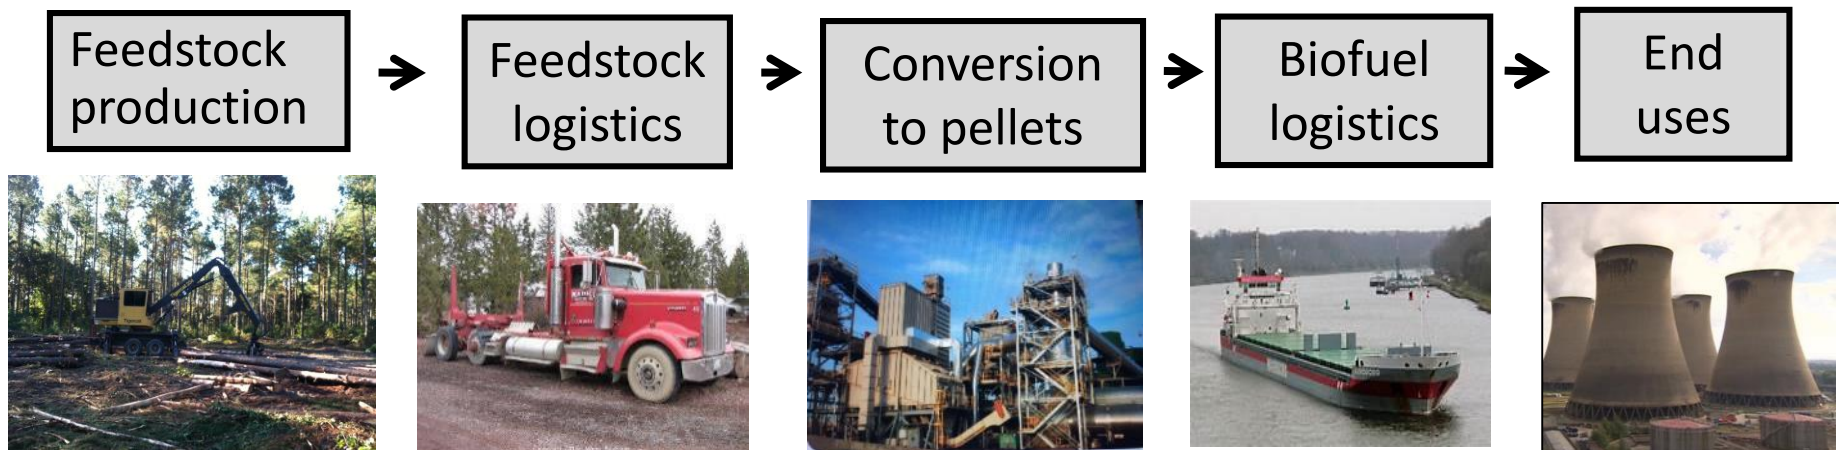 Feedstock
production
Feedstock
logistics
Conversion
to pellets
Biofuel
logistics
End
uses